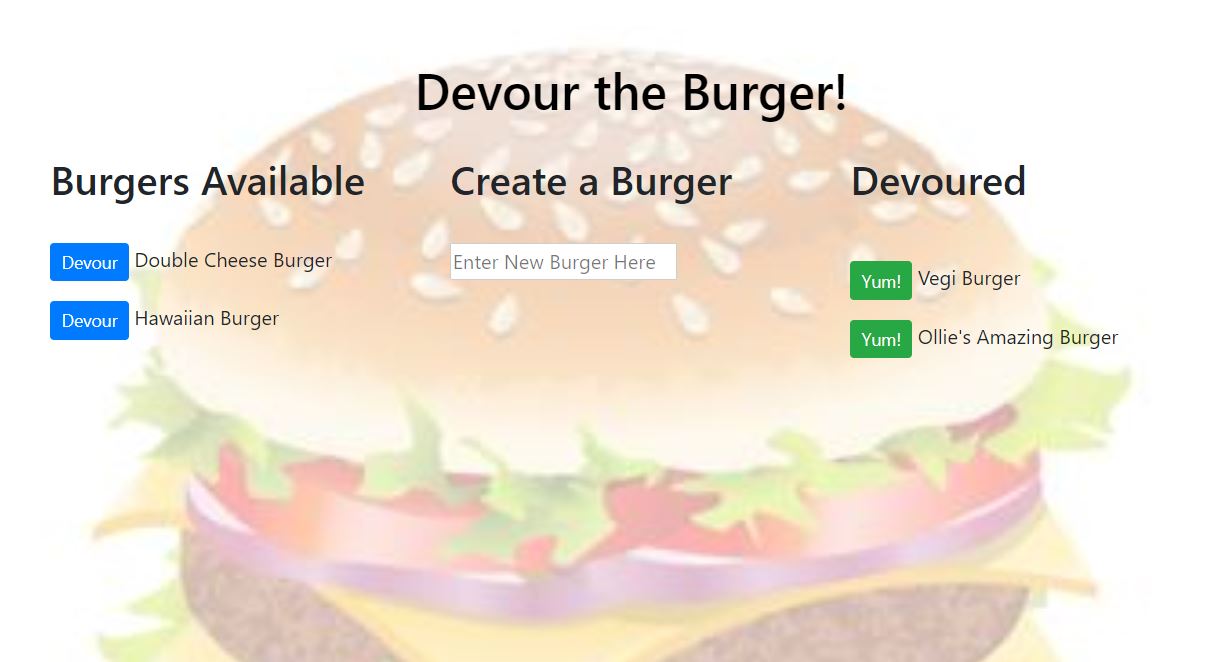 Devour the Burger!
Burgers Available
Devour Double Cheese Burger
Devour Hawaiian Burger
Create a Burger
Enter New Burger Here
Devoured
Yum! Vegi Burger
Yum! Ollie's Amazing Burger